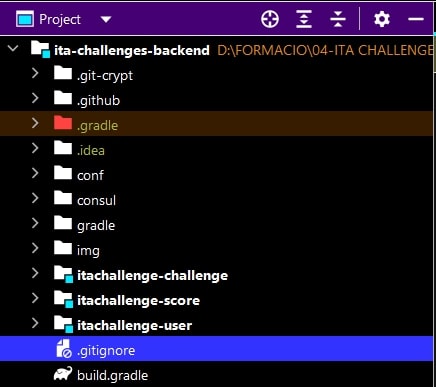 Project
ita-challenges-backend D:\FORMACIO\04-ITA CHALLENGE
.git-crypt
.github
.gradle
.idea
conf
consul
gradle
img
itachallenge-challenge
itachallenge-score
itachallenge-user
.gitignore
build.gradle